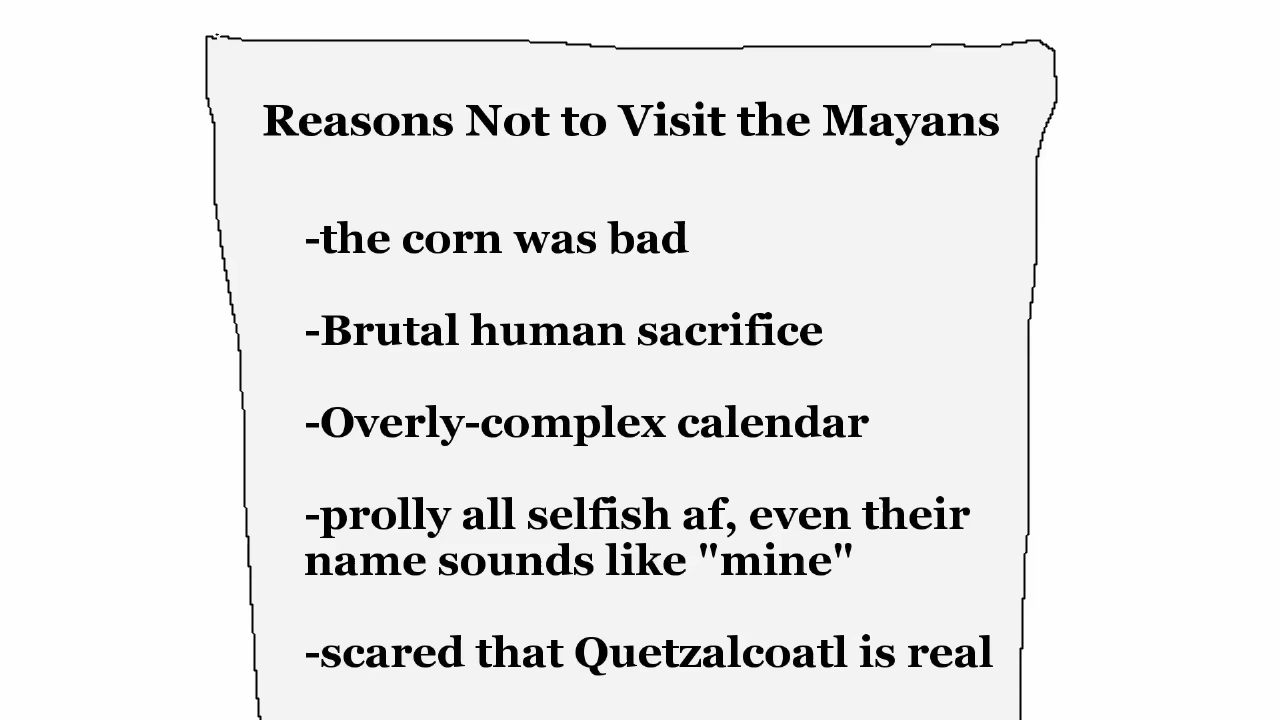 Reasons Not to Visit the Mayans
-the corn was bad
-Brutal human sacrifice
-Overly-complex calendar
-prolly all selfish af, even their
name sounds like "mine"
-scared that Quetzalcoatl is real